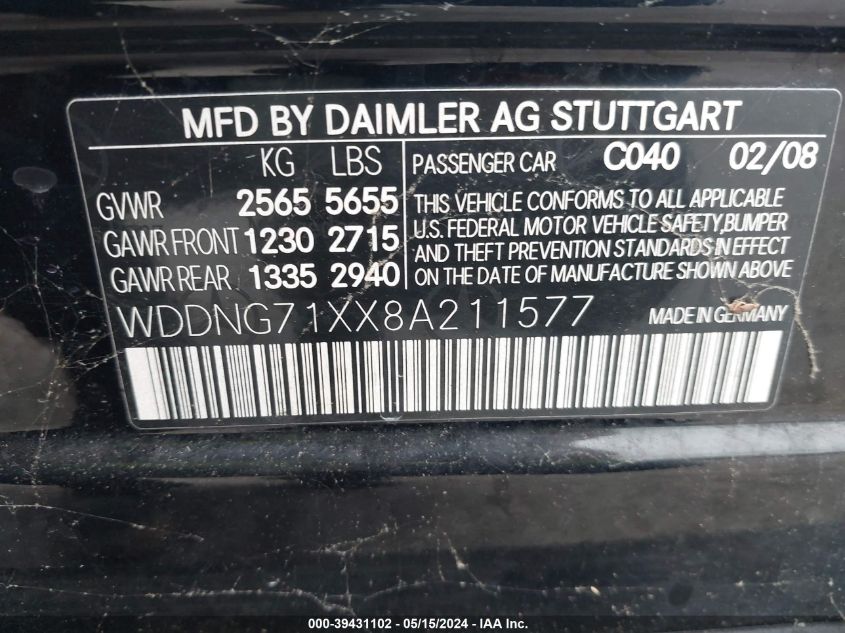 MFD BY DAIMLER AG STUTTGART
KG LBS
GVWR 2565 5655
GAWR FRONT 1230 2715
GAWR REAR 1335 2940
PASSENGER CAR C040 02/08
THIS VEHICLE CONFORMS TO ALL APPLICABLE
U.S. FEDERAL MOTOR VEHICLE SAFETY, BUMPER
AND THEFT PREVENTION STANDARDS IN EFFECT
ON THE DATE OF MANUFACTURE SHOWN ABOVE
WDDNG71XX8A211577 MADE IN GERMANY
000-39431102 - 05/15/2024 - IAA Inc.